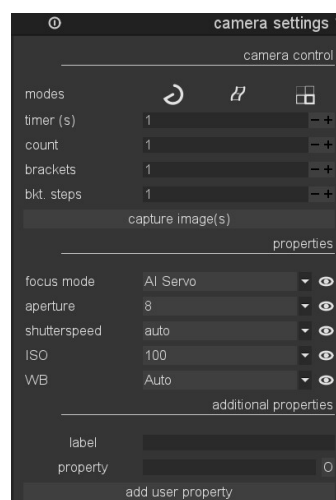 camera settings
camera control
modes
timer (s) 1
count 1
brackets 1
bkt. steps 1
capture image(s)
properties
focus mode AI Servo
aperture 8
shutterspeed auto
ISO 100
WB Auto
additional properties
label
property
add user property